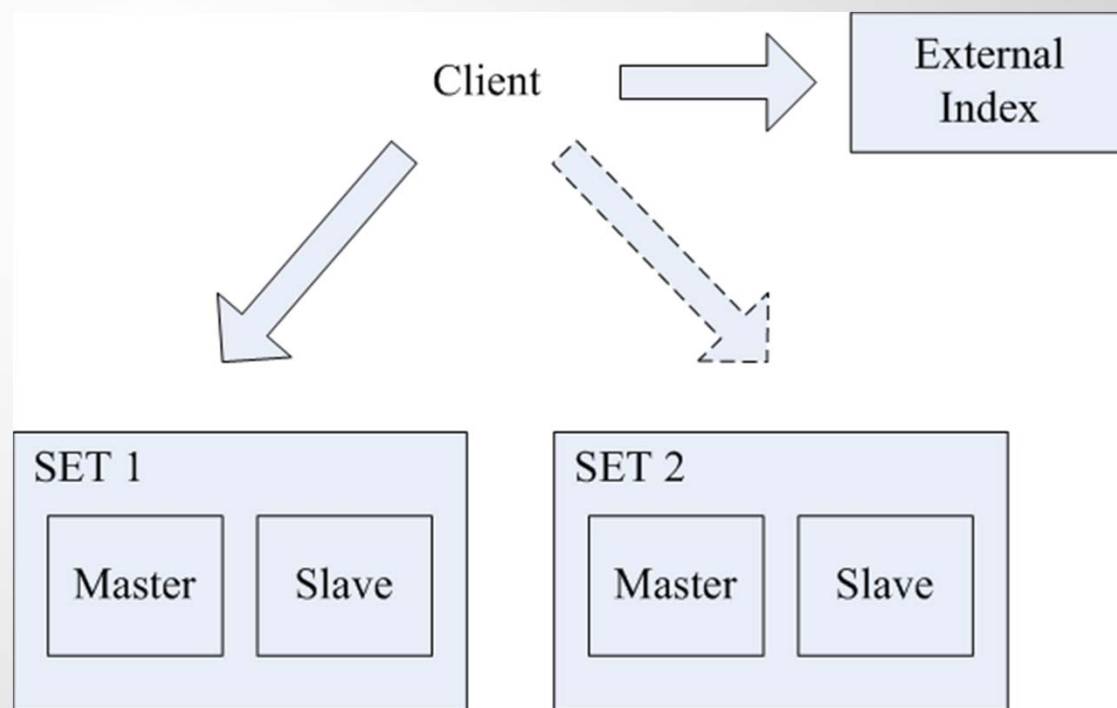 Client
External
Index
SET 1
Master
Slave
SET 2
Master
Slave